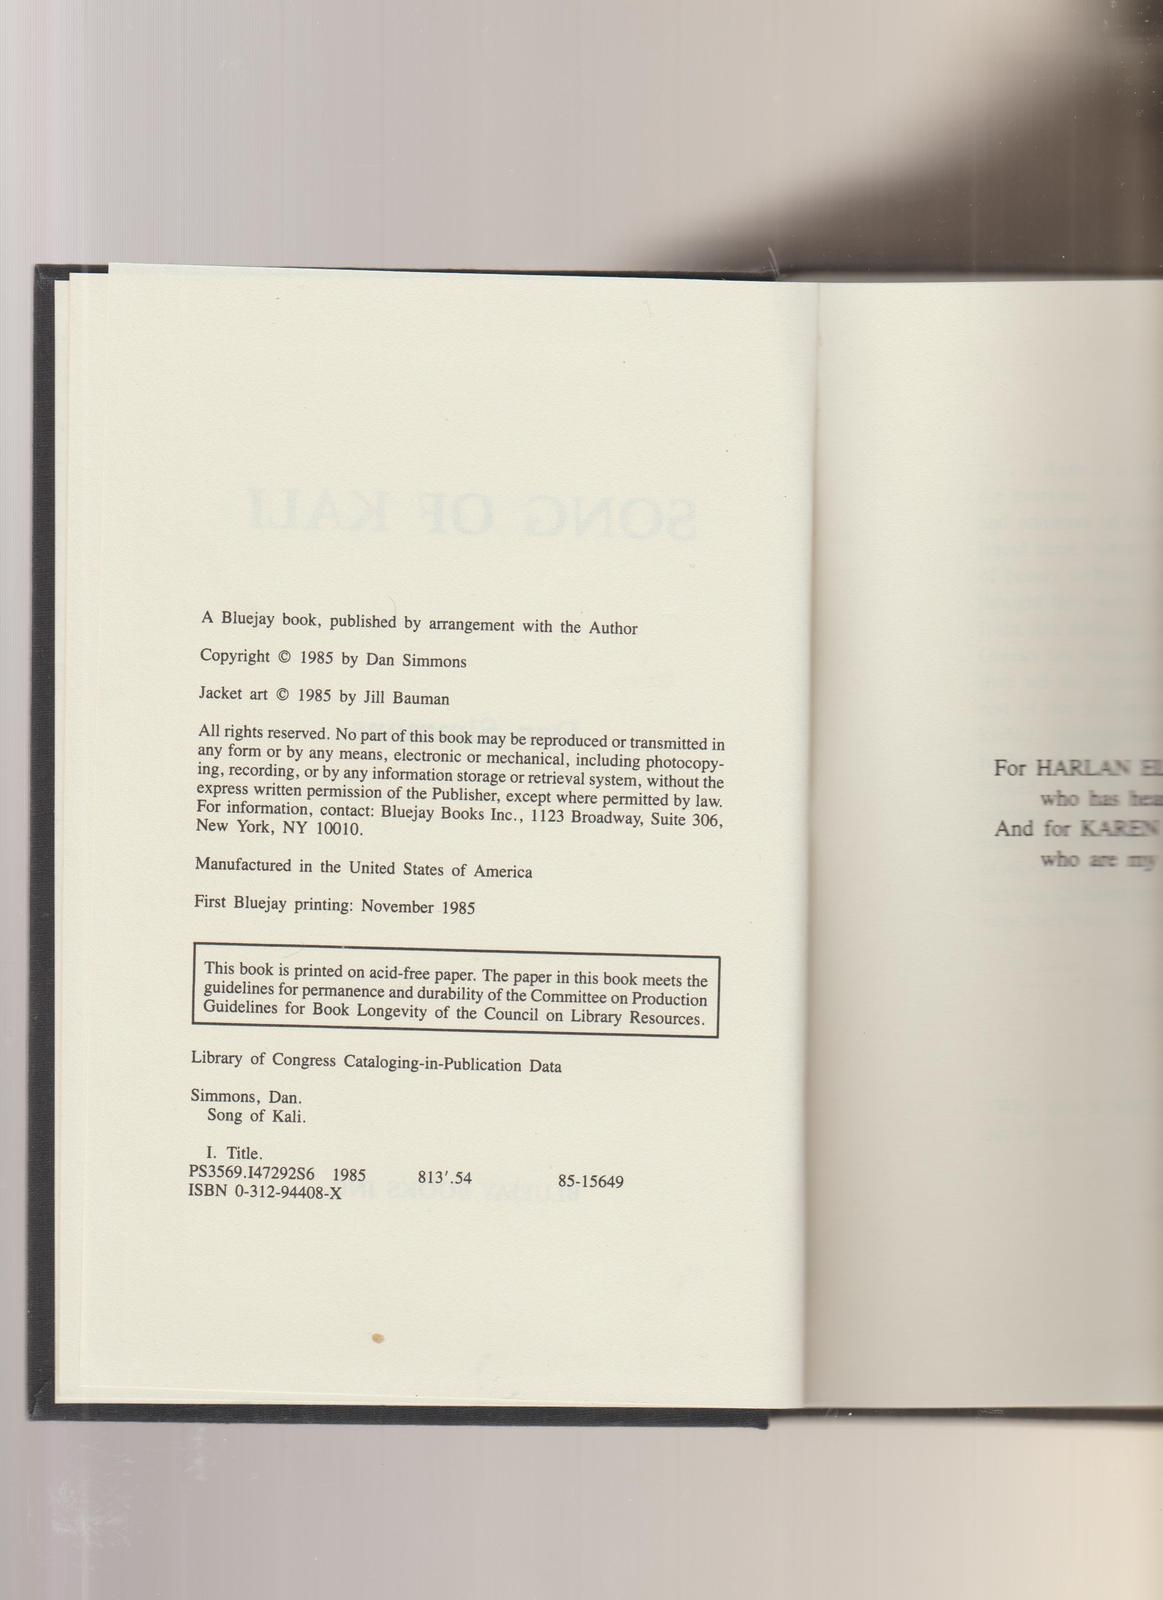 SONG OF KALI
A Bluejay book, published by arrangement with the Author
Copyright © 1985 by Dan Simmons
Jacket art © 1985 by Jill Bauman
All rights reserved. No part of this book may be reproduced or transmitted in
any form or by any means, electronic or mechanical, including photocopy-
ing, recording, or by any information storage or retrieval system, without the
express written permission of the Publisher, except where permitted by law.
For information, contact: Bluejay Books Inc., 1123 Broadway, Suite 306,
New York, NY 10010.
Manufactured in the United States of America
First Bluejay printing: November 1985
This book is printed on acid-free paper. The paper in this book meets the
guidelines for permanence and durability of the Committee on Production
Guidelines for Book Longevity of the Council on Library Resources.
Library of Congress Cataloging-in-Publication Data
Simmons, Dan.
Song of Kali.
I. Title.
PS3569.I47292S6 1985 813′.54 85-15649
ISBN 0-312-94408-X
For HARLAN
who has
And for KAREN
who are my